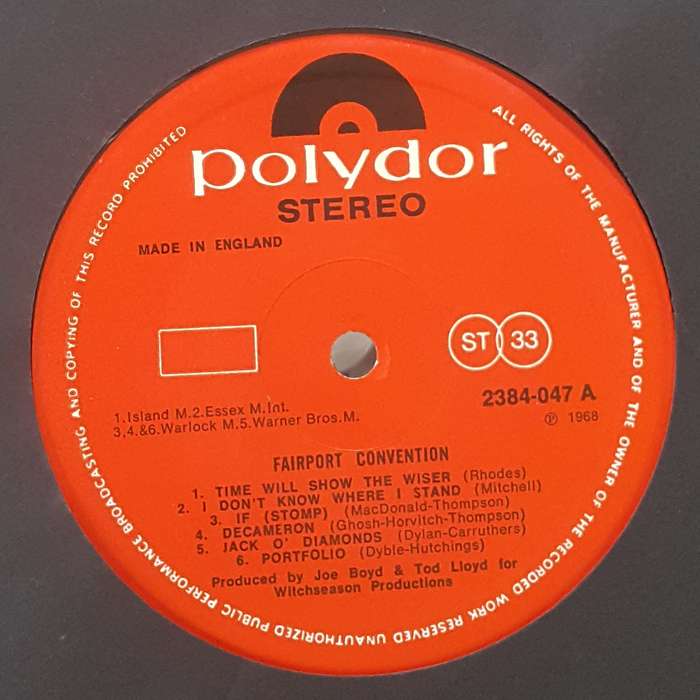 polydor
STEREO
MADE IN ENGLAND
ST 33
2384-047 A
℗ 1968
1.Island M.2.Essex M.Int.
3,4.&6.Warlock M.5.Warner Bros.M.
FAIRPORT CONVENTION
1. TIME WILL SHOW THE WISER (Rhodes)
2. I DON'T KNOW WHERE I STAND (Mitchell)
3. IF (STOMP) (MacDonald-Thompson)
4. DECAMERON (Ghosh-Horvitch-Thompson)
5. JACK O' DIAMONDS (Dylan-Carruthers)
6. PORTFOLIO (Dyble-Hutchings)
Produced by Joe Boyd & Tod Lloyd for
Witchseason Productions
ALL RIGHTS OF THE MANUFACTURER AND OF THE OWNER OF THE RECORDED WORK RESERVED UNAUTHORIZED PUBLIC PERFORMANCE BROADCASTING AND COPYING OF THIS RECORD PROHIBITED